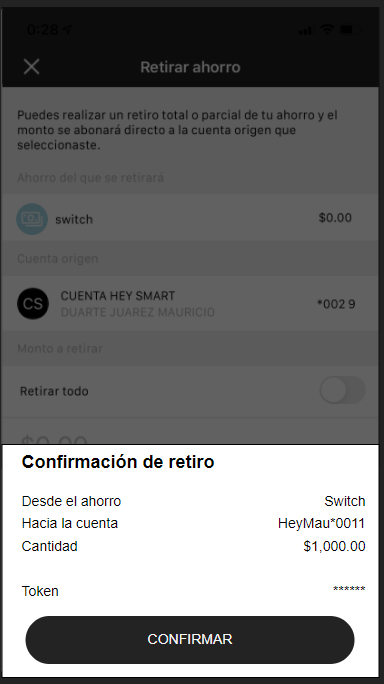 0:28
Retirar ahorro
Puedes realizar un retiro total o parcial de tu ahorro y el
monto se abonará directo a la cuenta origen que
seleccionaste.
Ahorro del que se retirará
switch $0.00
Cuenta origen
CS CUENTA HEY SMART *002 9
DUARTE JUAREZ MAURICIO
Monto a retirar
Retirar todo
$0.00
Confirmación de retiro
Desde el ahorro Switch
Hacia la cuenta HeyMau*0011
Cantidad $1,000.00
Token ******
CONFIRMAR